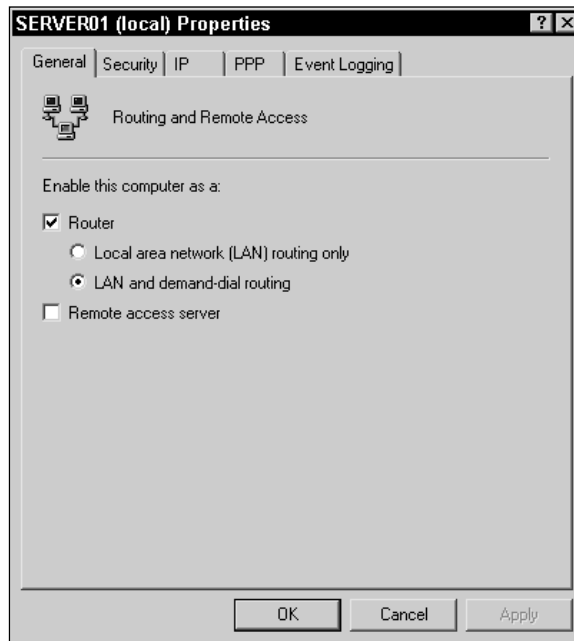 SERVER01 (local) Properties
General Security IP PPP Event Logging
Routing and Remote Access
Enable this computer as a:
Router
Local area network (LAN) routing only
LAN and demand-dial routing
Remote access server
OK Cancel Apply